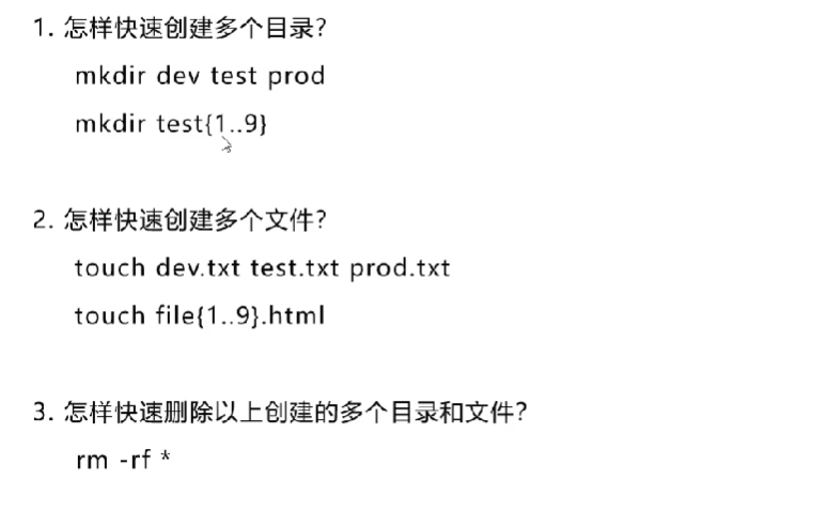 1. 怎样快速创建多个目录?
mkdir dev test prod
mkdir test{1..9}
2. 怎样快速创建多个文件?
touch dev.txt test.txt prod.txt
touch file{1..9}.html
3. 怎样快速删除以上创建的多个目录和文件?
rm -rf *